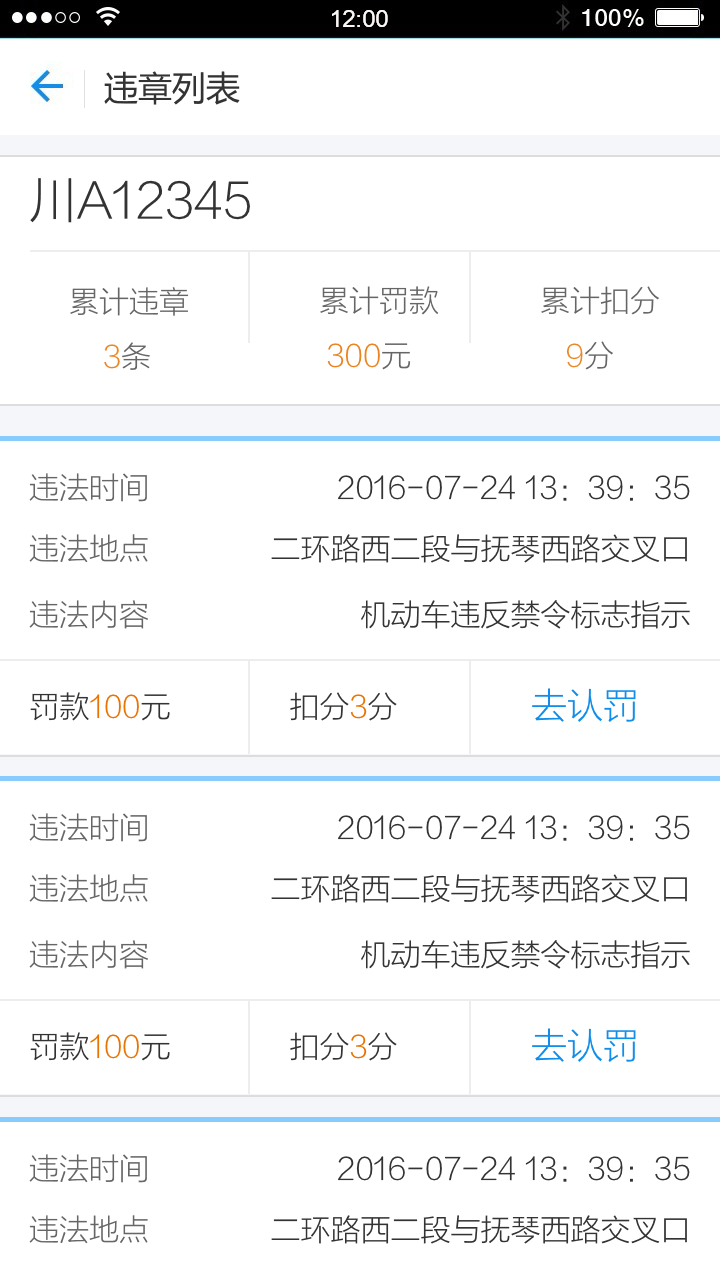 12:00 100%
违章列表
川A12345
累计违章 累计罚款 累计扣分
3条 300元 9分
违法时间 2016-07-24 13：39：35
违法地点 二环路西二段与抚琴西路交叉口
违法内容 机动车违反禁令标志指示
罚款100元 扣分3分 去认罚
违法时间 2016-07-24 13：39：35
违法地点 二环路西二段与抚琴西路交叉口
违法内容 机动车违反禁令标志指示
罚款100元 扣分3分 去认罚
违法时间 2016-07-24 13：39：35
违法地点 二环路西二段与抚琴西路交叉口